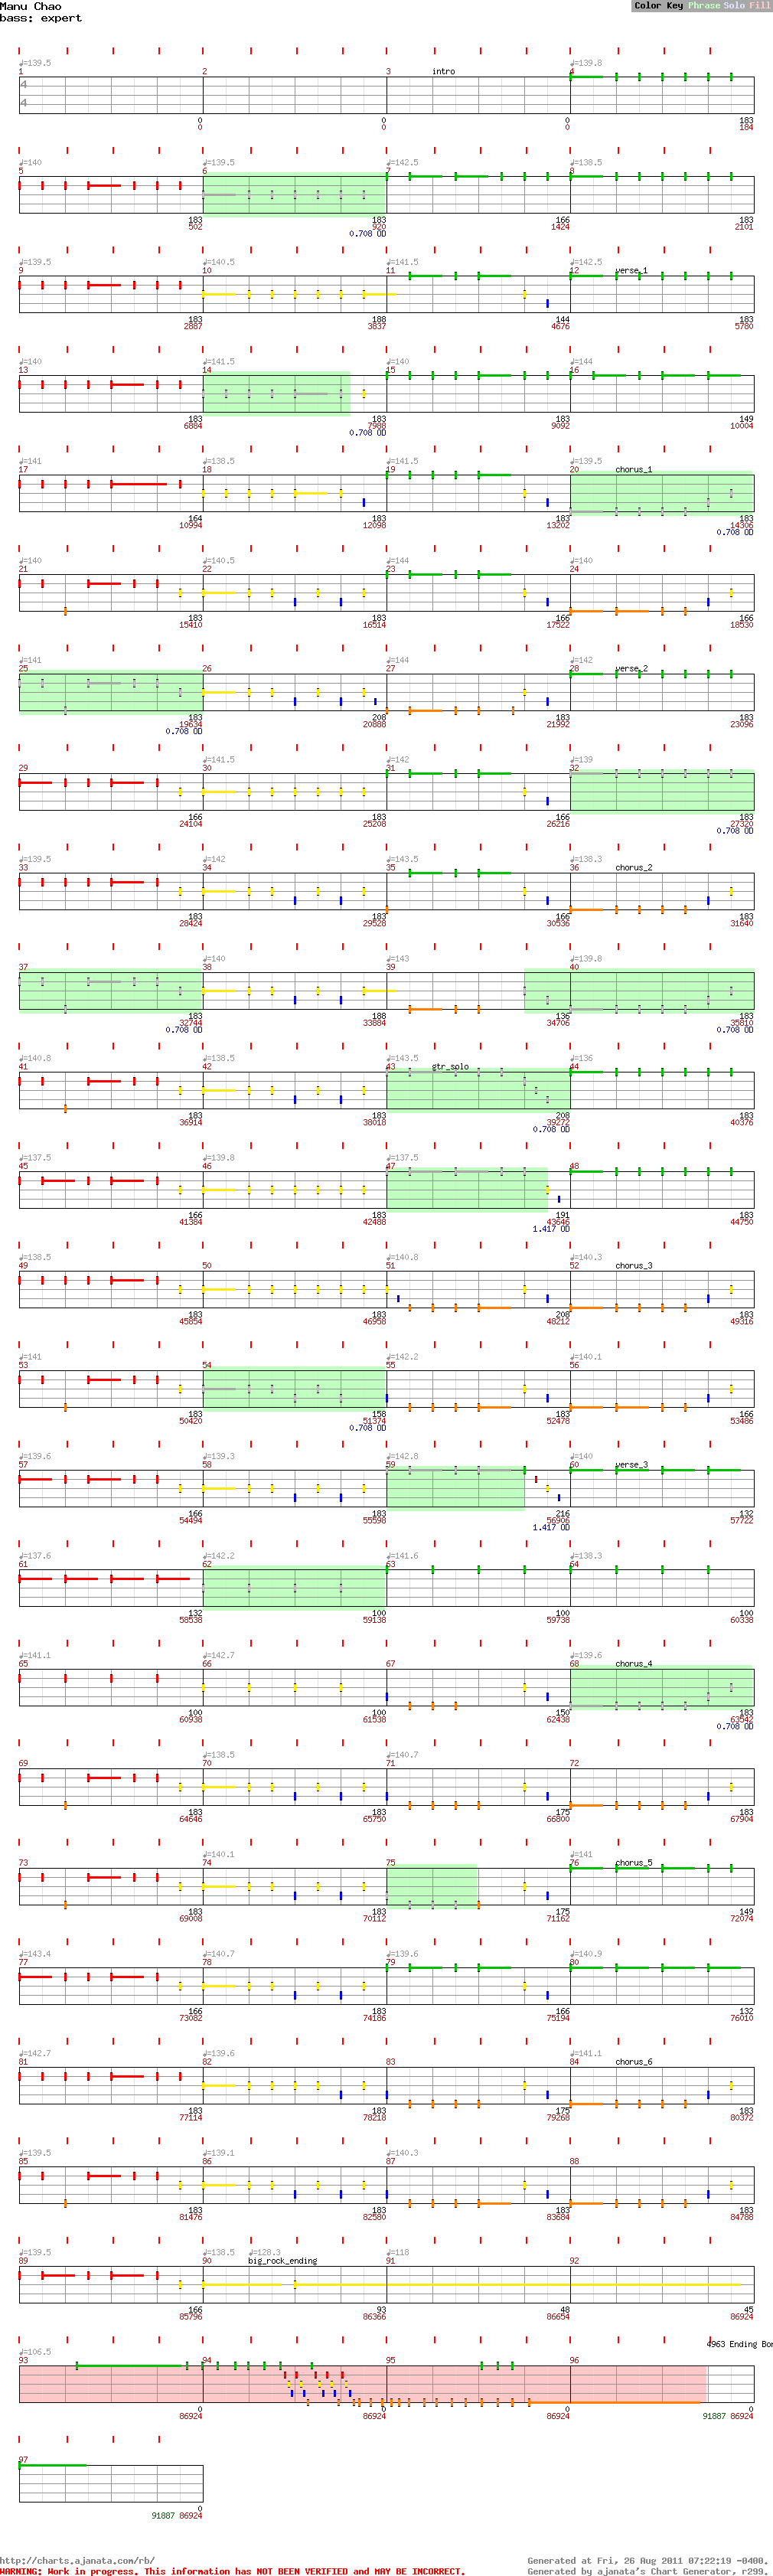 Manu Chao
Color Key Phrase Solo Fill
bass: expert
♩=139.5 ♩=139.8
1 2 3 intro 4
4
4
0 0 0 183
0 0 0 184
♩=140 ♩=139.5 ♩=142.5 ♩=138.5
5 6 7 8
183 183 166 183
502 920 1424 2101
0.708 OD
♩=139.5 ♩=140.5 ♩=141.5 ♩=142.5
9 10 11 12 verse_1
183 188 144 183
2887 3837 4676 5780
♩=140 ♩=141.5 ♩=140 ♩=144
13 14 15 16
183 183 183 149
6884 7988 9092 10004
0.708 OD
♩=141 ♩=138.5 ♩=141.5 ♩=139.5
17 18 19 20 chorus_1
164 183 183 183
10994 12098 13202 14306
0.708 OD
♩=140 ♩=140.5 ♩=144 ♩=140
21 22 23 24
183 183 166 166
15410 16514 17522 18530
♩=141 ♩=144 ♩=142
25 26 27 28 verse_2
183 208 183 183
19634 20888 21992 23096
0.708 OD
♩=141.5 ♩=142 ♩=139
29 30 31 32
166 183 166 183
24104 25208 26216 27320
0.708 OD
♩=139.5 ♩=142 ♩=143.5 ♩=138.3
33 34 35 36 chorus_2
183 183 166 183
28424 29528 30536 31640
♩=140 ♩=143 ♩=139.8
37 38 39 40
183 188 136 183
32744 33884 34706 35810
0.708 OD 0.708 OD
♩=140.8 ♩=138.5 ♩=143.5 ♩=136
41 42 43 gtr_solo 44
183 183 208 183
36914 38018 39272 40376
0.708 OD
♩=137.5 ♩=139.8 ♩=137.5
45 46 47 48
166 183 191 183
41384 42488 43646 44750
1.417 OD
♩=138.5 ♩=140.8 ♩=140.3
49 50 51 52 chorus_3
183 183 208 183
45854 46958 48212 49316
♩=141 ♩=142.2 ♩=140.1
53 54 55 56
183 158 183 166
50420 51374 52478 53486
0.708 OD
♩=139.6 ♩=139.3 ♩=142.8 ♩=140
57 58 59 60 verse_3
166 183 216 132
54494 55598 56906 57722
1.417 OD
♩=137.6 ♩=142.2 ♩=141.6 ♩=138.3
61 62 63 64
132 100 100 100
58538 59138 59738 60338
♩=141.1 ♩=142.7 ♩=139.6
65 66 67 68 chorus_4
100 100 150 183
60938 61538 62438 63542
0.708 OD
♩=138.5 ♩=140.7
69 70 71 72
183 183 175 183
64646 65750 66800 67904
♩=140.1 ♩=141
73 74 75 76 chorus_5
183 183 175 149
69008 70112 71162 72074
♩=143.4 ♩=140.7 ♩=139.6 ♩=140.9
77 78 79 80
166 183 166 132
73082 74186 75194 76010
♩=142.7 ♩=139.6 ♩=141.1
81 82 83 84 chorus_6
183 183 175 183
77114 78218 79268 80372
♩=139.5 ♩=139.1 ♩=140.3
85 86 87 88
183 183 183 183
81476 82580 83684 84788
♩=139.5 ♩=138.5 ♩=128.3 ♩=118
89 90 big_rock_ending 91 92
166 93 48 45
85796 86366 86654 86924
4963 Ending Bon
♩=106.5
93 94 95 96
0 0 0 0
86924 86924 86924 91887 86924
97
0
91887 86924
http://charts.ajanata.com/rb/
Generated at Fri, 26 Aug 2011 07:22:19 -0400.
WARNING: Work in progress. This information has NOT BEEN VERIFIED and MAY BE INCORRECT.
Generated by ajanata's Chart Generator, r299.